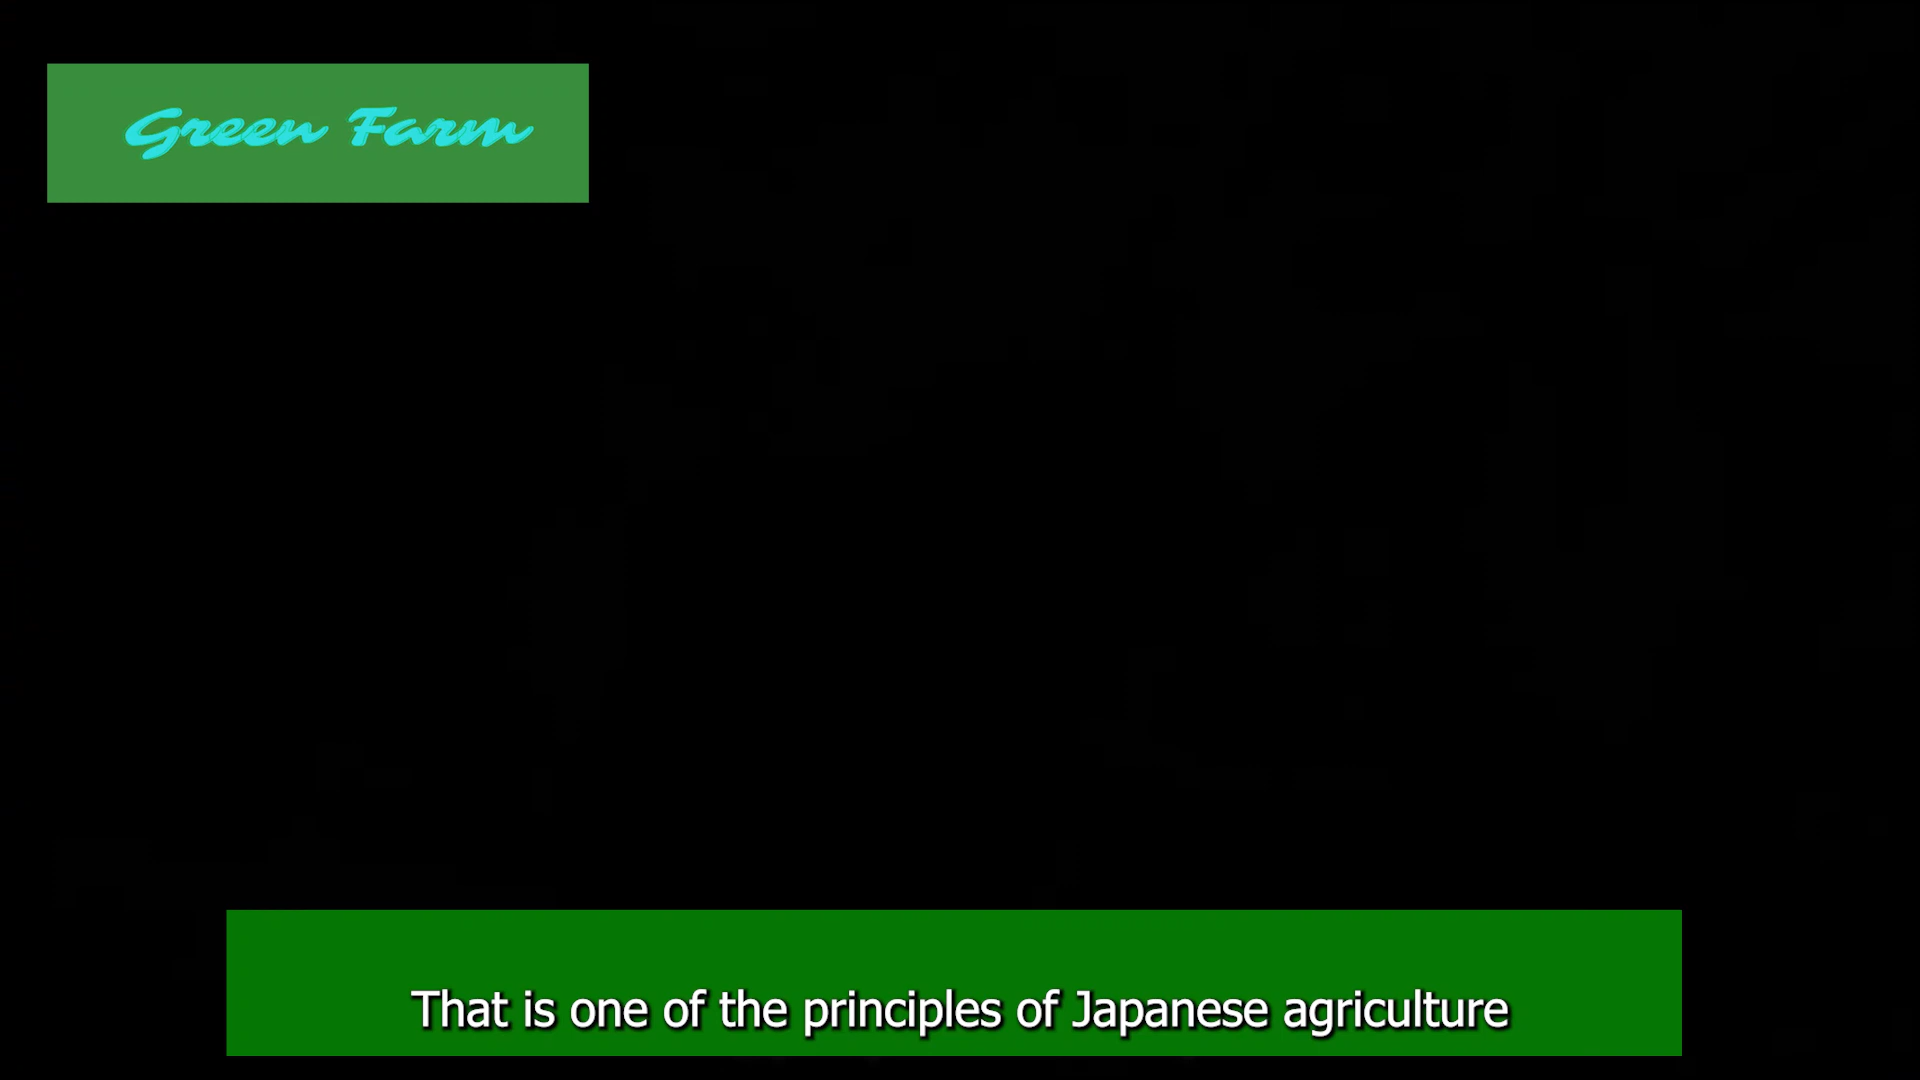 Green Farm
That is one of the principles of Japanese agriculture